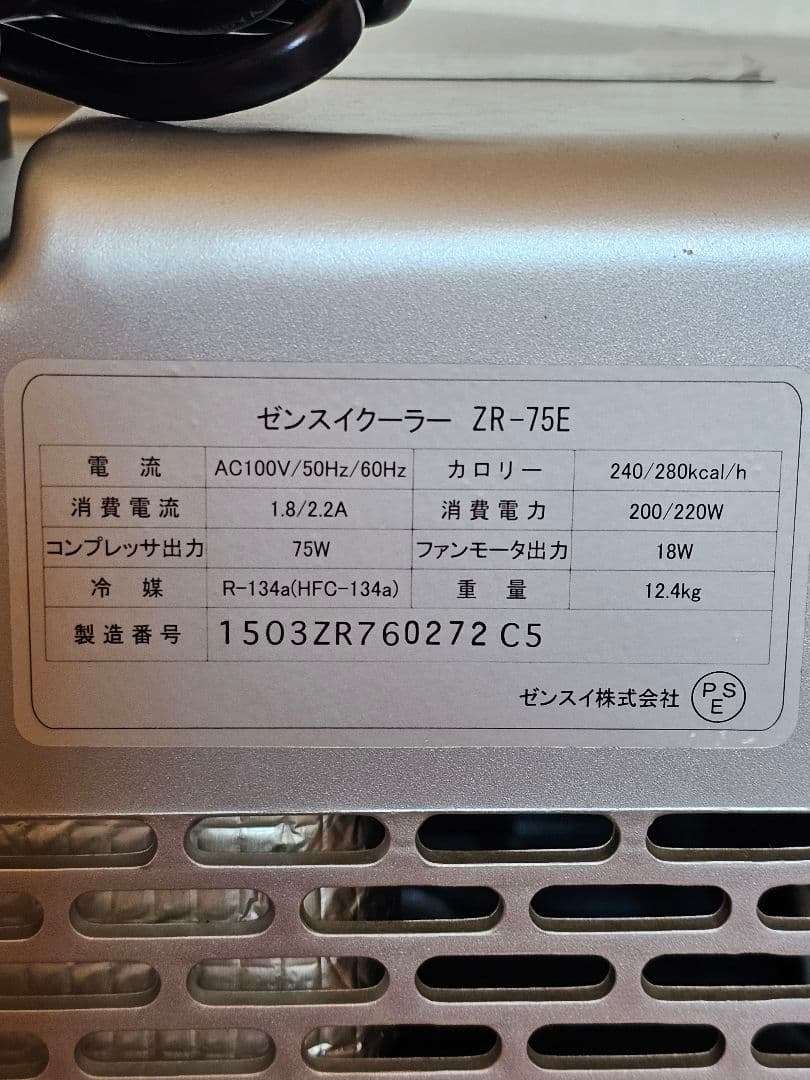 ゼンスイクーラー ZR-75E
電流 AC100V/50Hz/60Hz カロリー 240/280kcal/h
消費電流 1.8/2.2A 消費電力 200/220W
コンプレッサ出力 75W ファンモータ出力 18W
冷媒 R-134a(HFC-134a) 重量 12.4kg
製造番号 1503ZR760272 C5
ゼンスイ株式会社 PSE